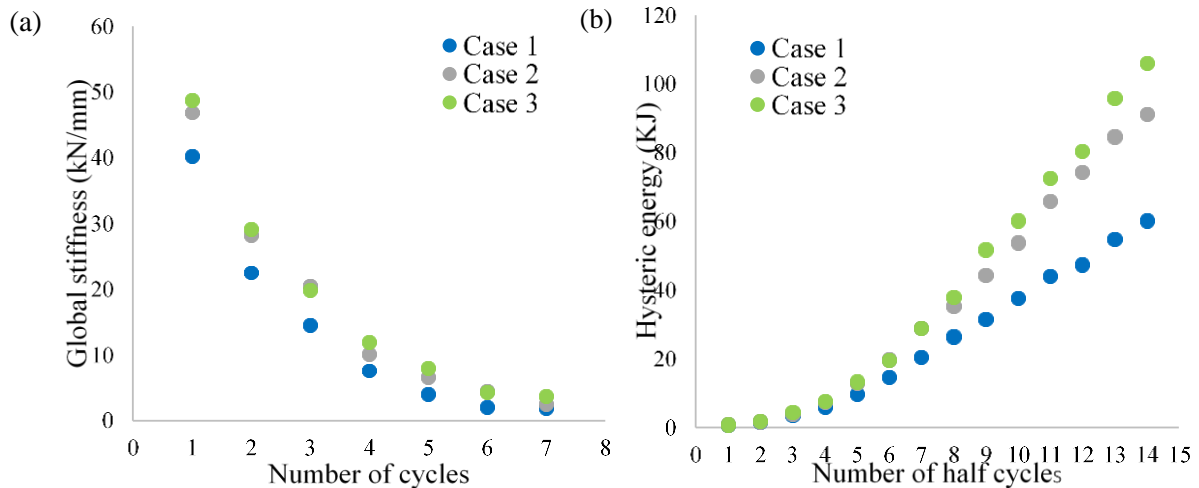 (a)
60
50
40
30
20
10
0
Global stiffness (kN/mm)
Case 1
Case 2
Case 3
0 1 2 3 4 5 6 7 8
Number of cycles
(b)
120
100
80
60
40
20
0
Hysteric energy (KJ)
Case 1
Case 2
Case 3
0 1 2 3 4 5 6 7 8 9 10 11 12 13 14 15
Number of half cycles